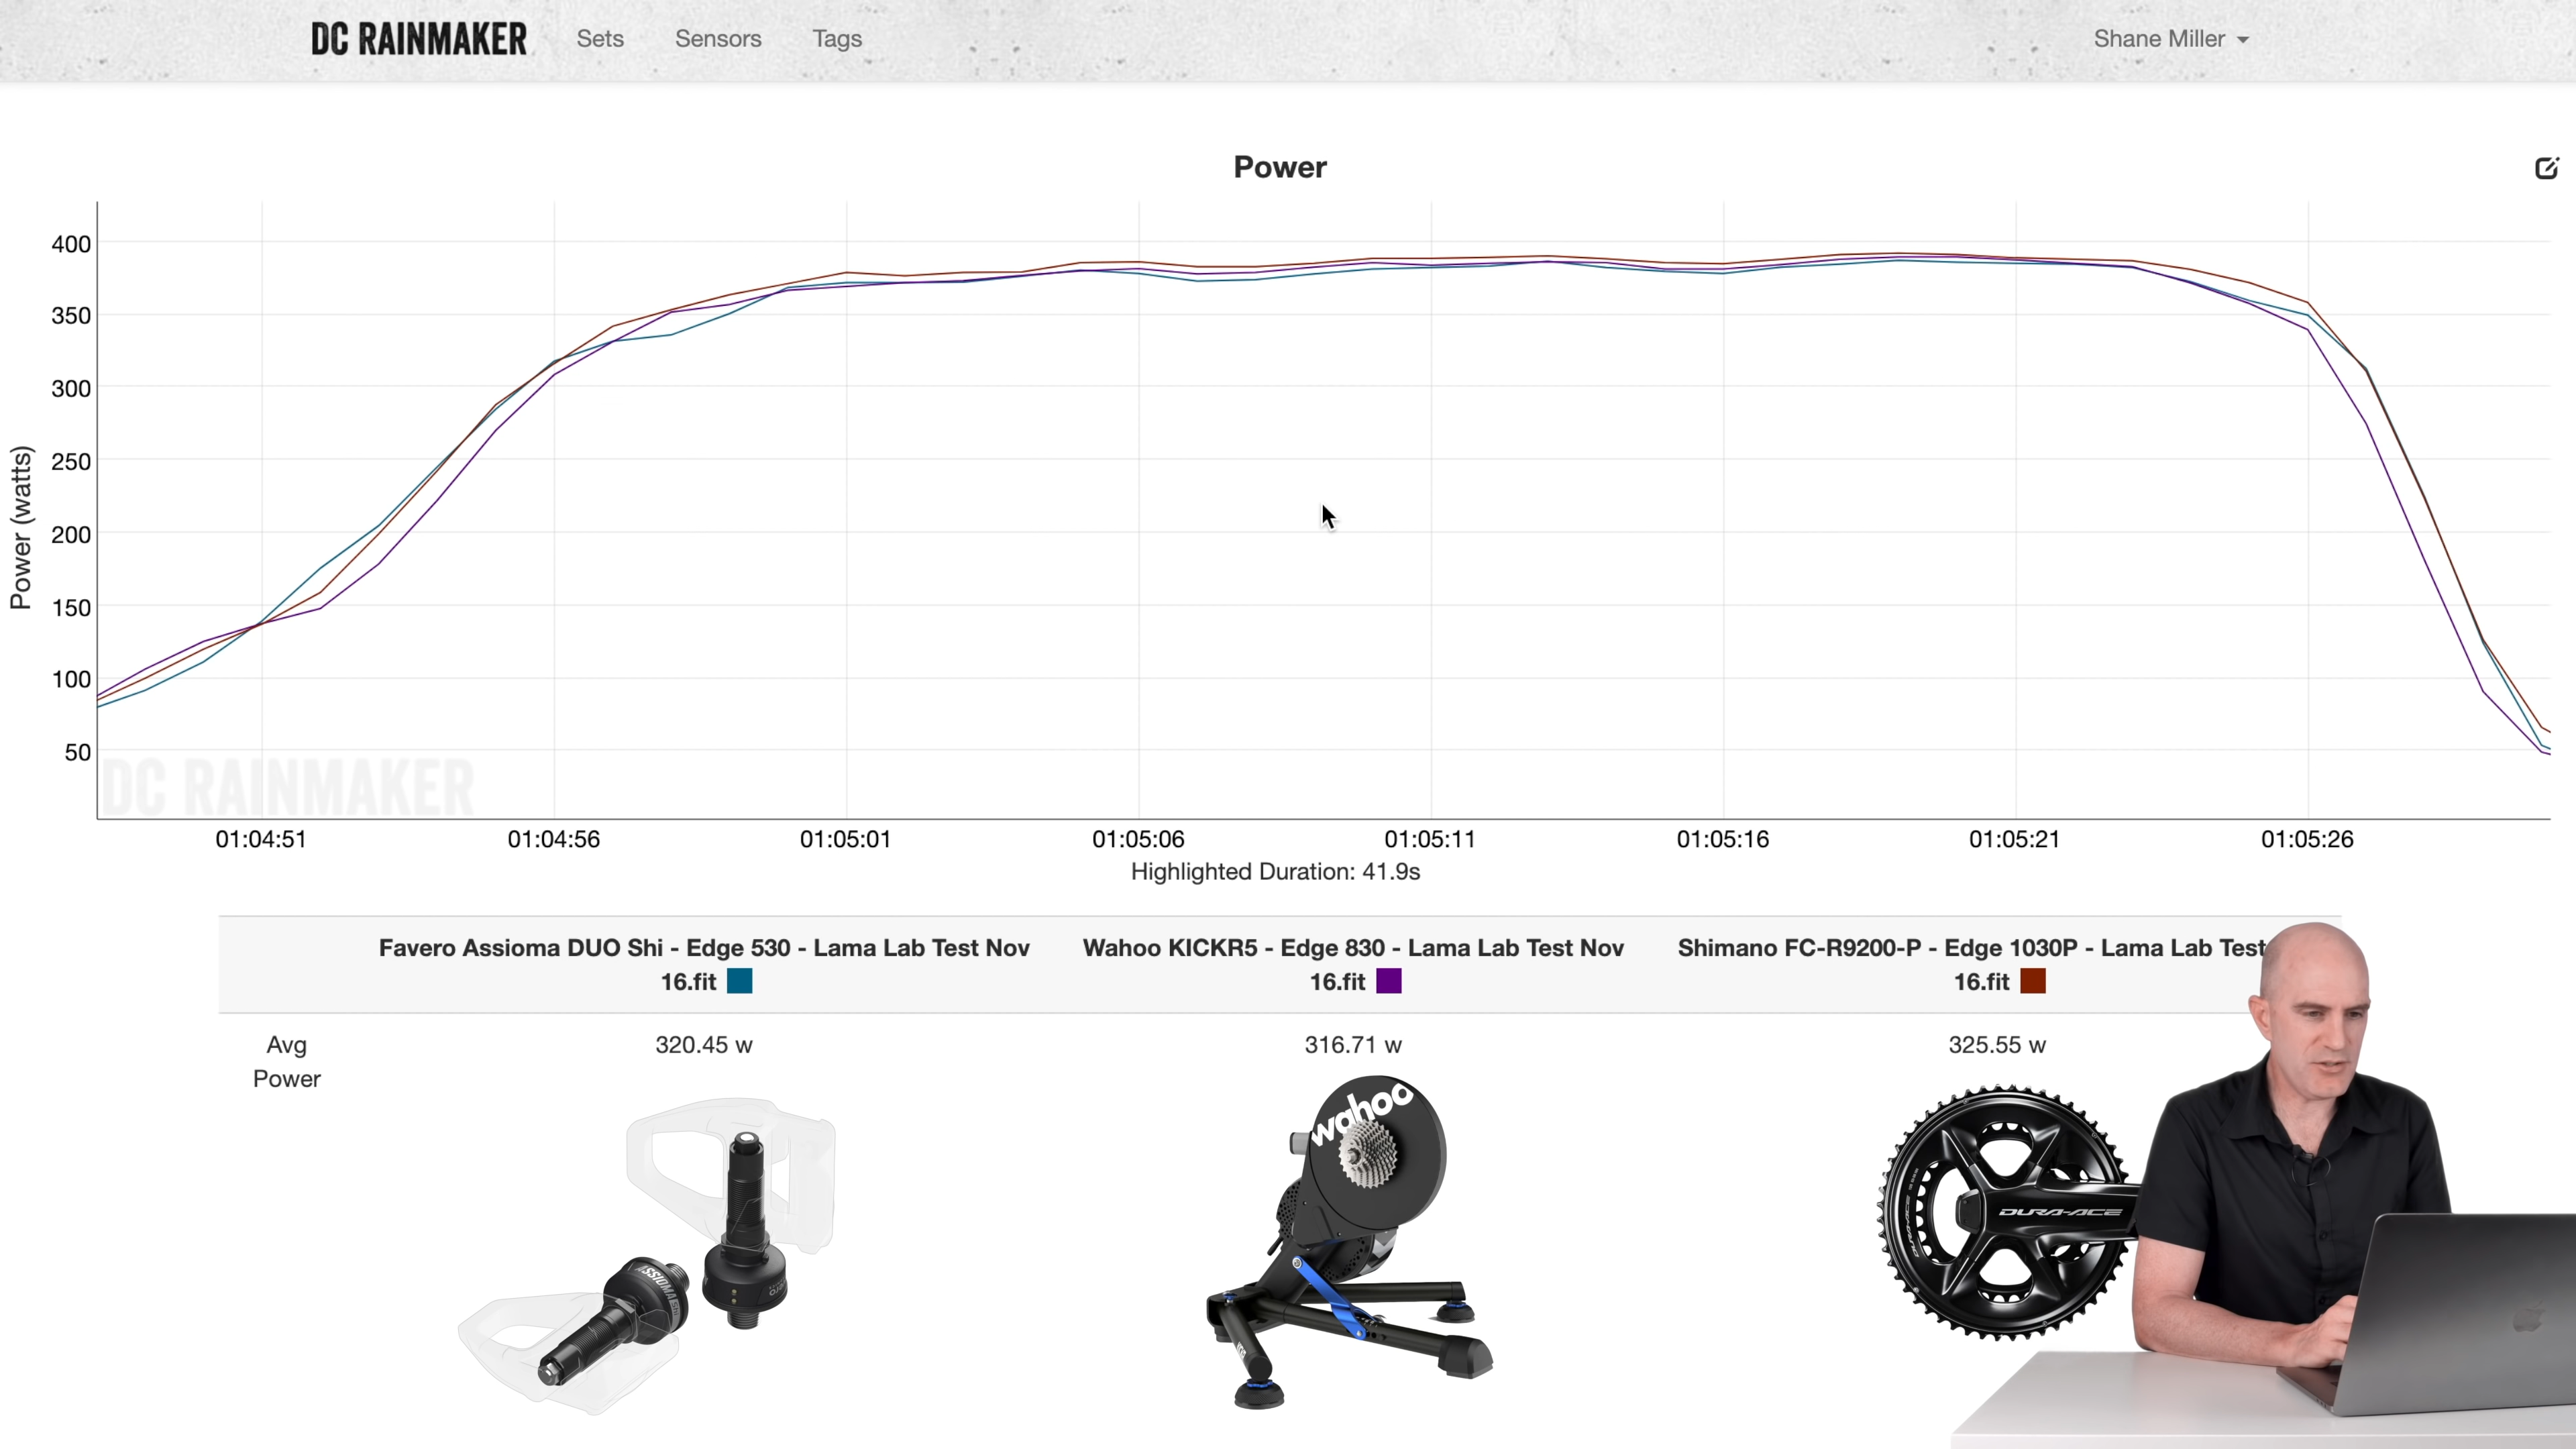 DC RAINMAKER Sets Sensors Tags Shane Miller
Power
400
350
300
250
200
150
100
50
Power (watts)
DC RAINMAKER
01:04:51 01:04:56 01:05:01 01:05:06 01:05:11 01:05:16 01:05:21 01:05:26
Highlighted Duration: 41.9s
Favero Assioma DUO Shi - Edge 530 - Lama Lab Test Nov
16.fit
Wahoo KICKR5 - Edge 830 - Lama Lab Test Nov
16.fit
Shimano FC-R9200-P - Edge 1030P - Lama Lab Test
16.fit
Avg
Power
320.45 w 316.71 w 325.55 w
wahoo
ASSIOMA
DURA-ACE